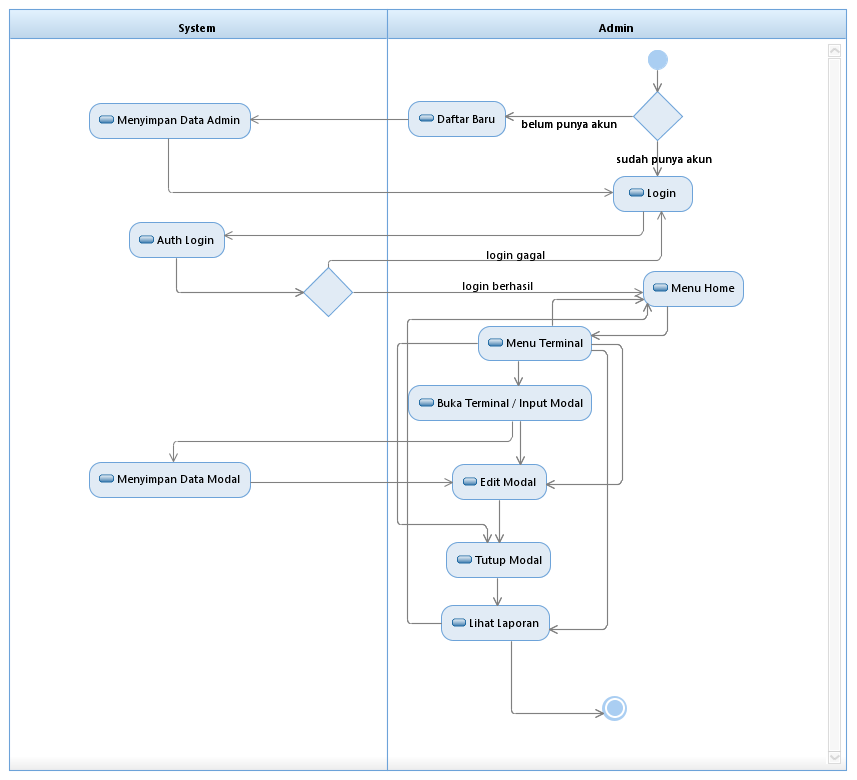 System
Admin
Menyimpan Data Admin
Daftar Baru
belum punya akun
sudah punya akun
Login
Auth Login
login gagal
login berhasil
Menu Home
Menu Terminal
Buka Terminal / Input Modal
Menyimpan Data Modal
Edit Modal
Tutup Modal
Lihat Laporan